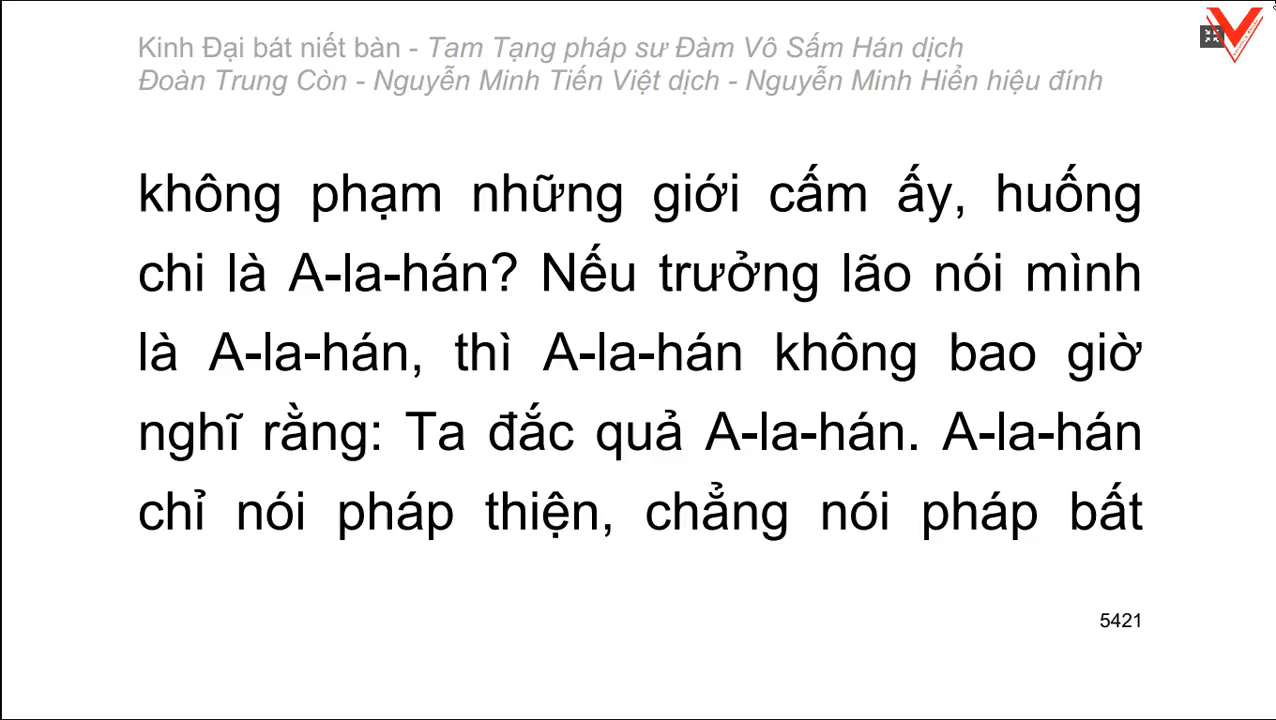 Kinh Đại bát niết bàn - Tam Tạng pháp sư Đàm Vô Sấm Hán dịch
Đoàn Trung Còn - Nguyễn Minh Tiến Việt dịch - Nguyễn Minh Hiển hiệu đính
không phạm những giới cấm ấy, huống
chi là A-la-hán? Nếu trưởng lão nói mình
là A-la-hán, thì A-la-hán không bao giờ
nghĩ rằng: Ta đắc quả A-la-hán. A-la-hán
chỉ nói pháp thiện, chẳng nói pháp bất
5421